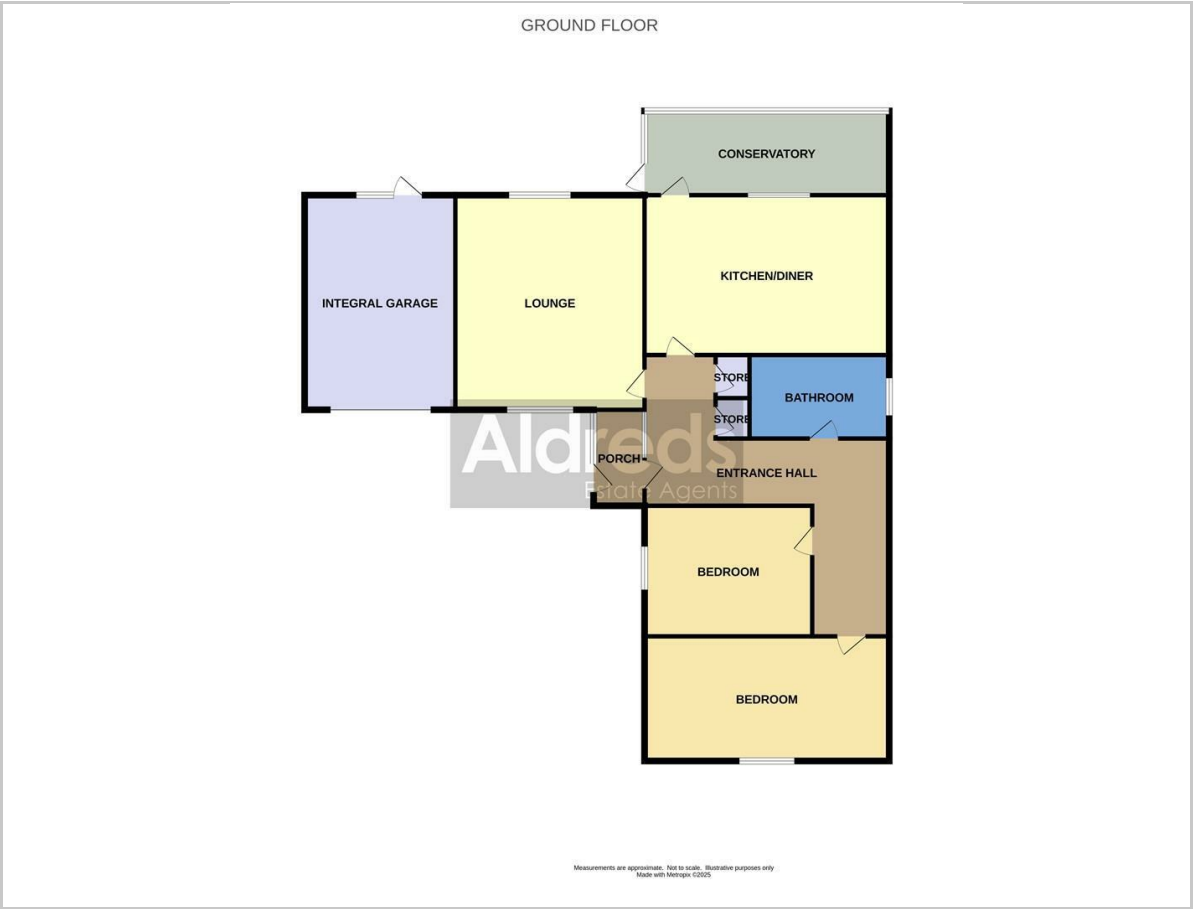 GROUND FLOOR
CONSERVATORY
KITCHEN/DINER
INTEGRAL GARAGE
LOUNGE
STORE
BATHROOM
STORE
Aldreds
PORCH
ENTRANCE HALL
Estate Agents
BEDROOM
BEDROOM
Measurements are approximate. Not to scale. Illustrative purposes only
Made with Metropix ©2025